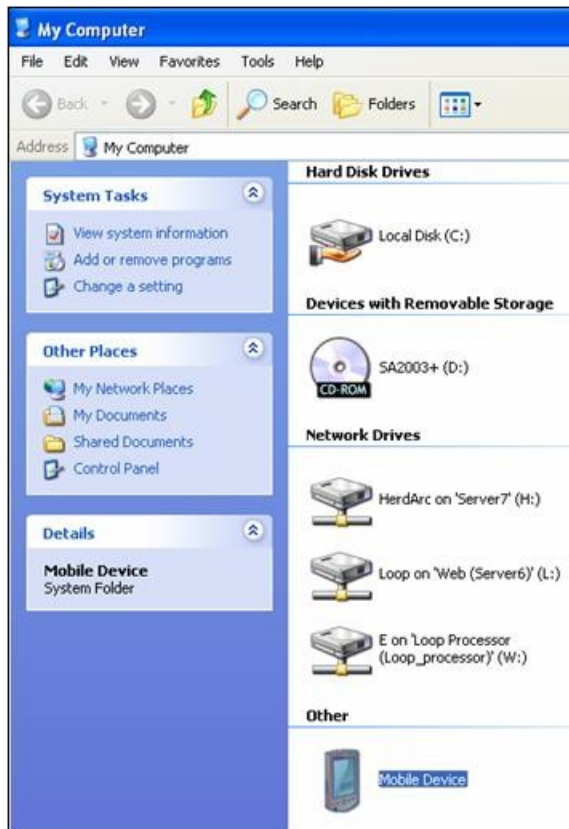 My Computer
File Edit View Favorites Tools Help
Back Search Folders
Address My Computer
System Tasks
View system information
Add or remove programs
Change a setting
Other Places
My Network Places
My Documents
Shared Documents
Control Panel
Details
Mobile Device
System Folder
Hard Disk Drives
Local Disk (C:)
Devices with Removable Storage
CD-ROM
SA2003+ (D:)
Network Drives
HerdArc on 'Server7' (H:)
Loop on 'Web (Server6)' (L:)
E on 'Loop Processor
(Loop_processor)' (W:)
Other
Mobile Device